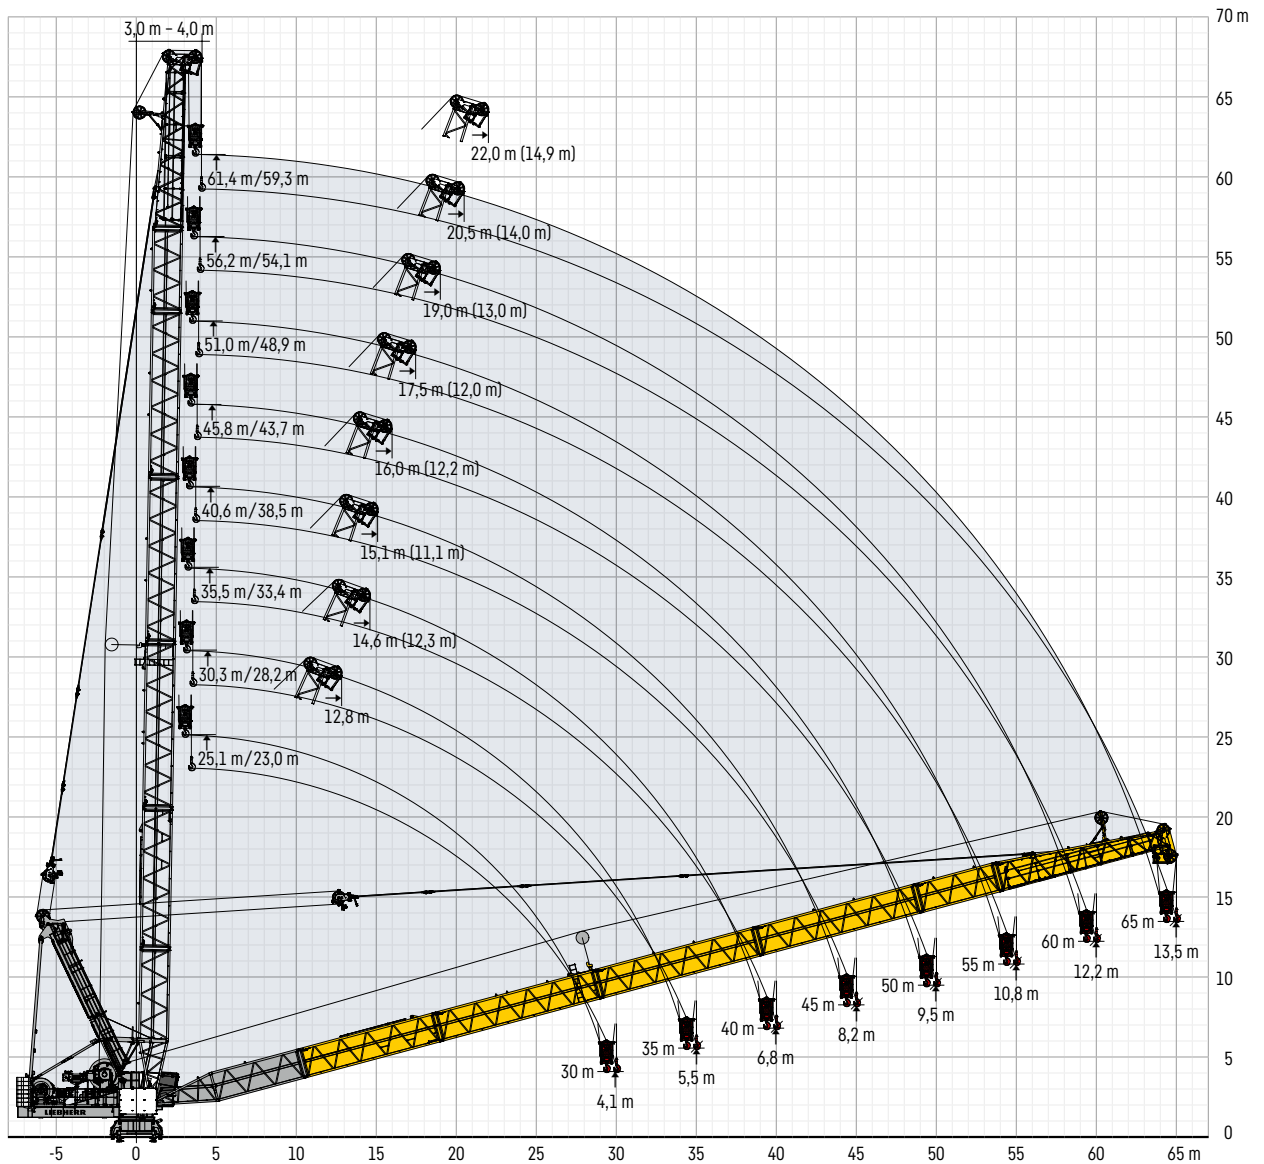 70 m
3,0 m – 4,0 m
65
22,0 m (14,9 m)
61,4 m/59,3 m
60
20,5 m (14,0 m)
56,2 m/54,1 m
55
19,0 m (13,0 m)
51,0 m/48,9 m
50
17,5 m (12,0 m)
45,8 m/43,7 m
45
16,0 m (12,2 m)
40,6 m/38,5 m
40
15,1 m (11,1 m)
35,5 m/33,4 m
35
14,6 m (12,3 m)
30,3 m/28,2 m
30
12,8 m
25,1 m/23,0 m
25
20
15
65 m
13,5 m
60 m
12,2 m
55 m
10,8 m
10
50 m
9,5 m
45 m
8,2 m
40 m
6,8 m
35 m
5,5 m
5
30 m
4,1 m
LIEBHERR
0
-5 0 5 10 15 20 25 30 35 40 45 50 55 60 65 m